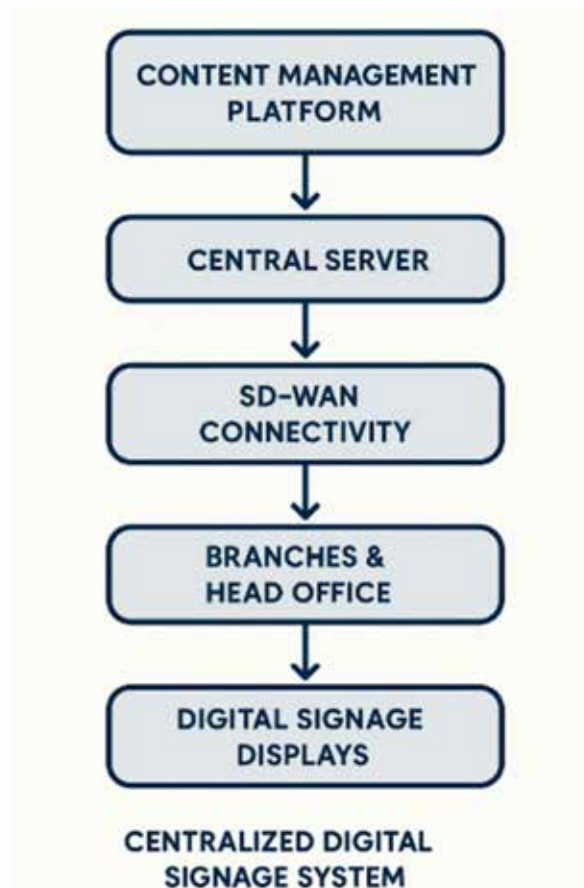 CONTENT MANAGEMENT
PLATFORM
CENTRAL SERVER
SD-WAN
CONNECTIVITY
BRANCHES &
HEAD OFFICE
DIGITAL SIGNAGE
DISPLAYS
CENTRALIZED DIGITAL
SIGNAGE SYSTEM